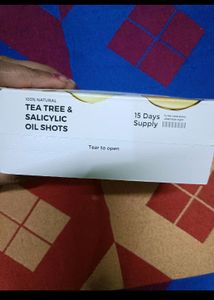 100% NATURAL
TEA TREE &
SALICYLIC
OIL SHOTS
15 Days
Supply
Tear to open